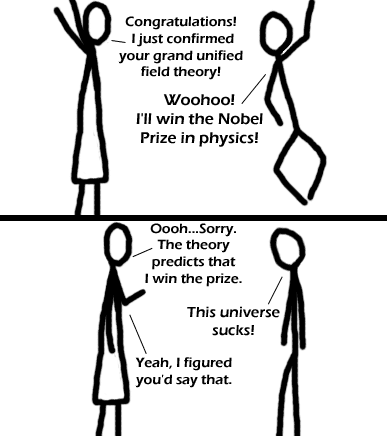 Congratulations!
I just confirmed
your grand unified
field theory!
Woohoo!
I'll win the Nobel
Prize in physics!
Oooh...Sorry.
The theory
predicts that
I win the prize.
This universe
sucks!
Yeah, I figured
you'd say that.